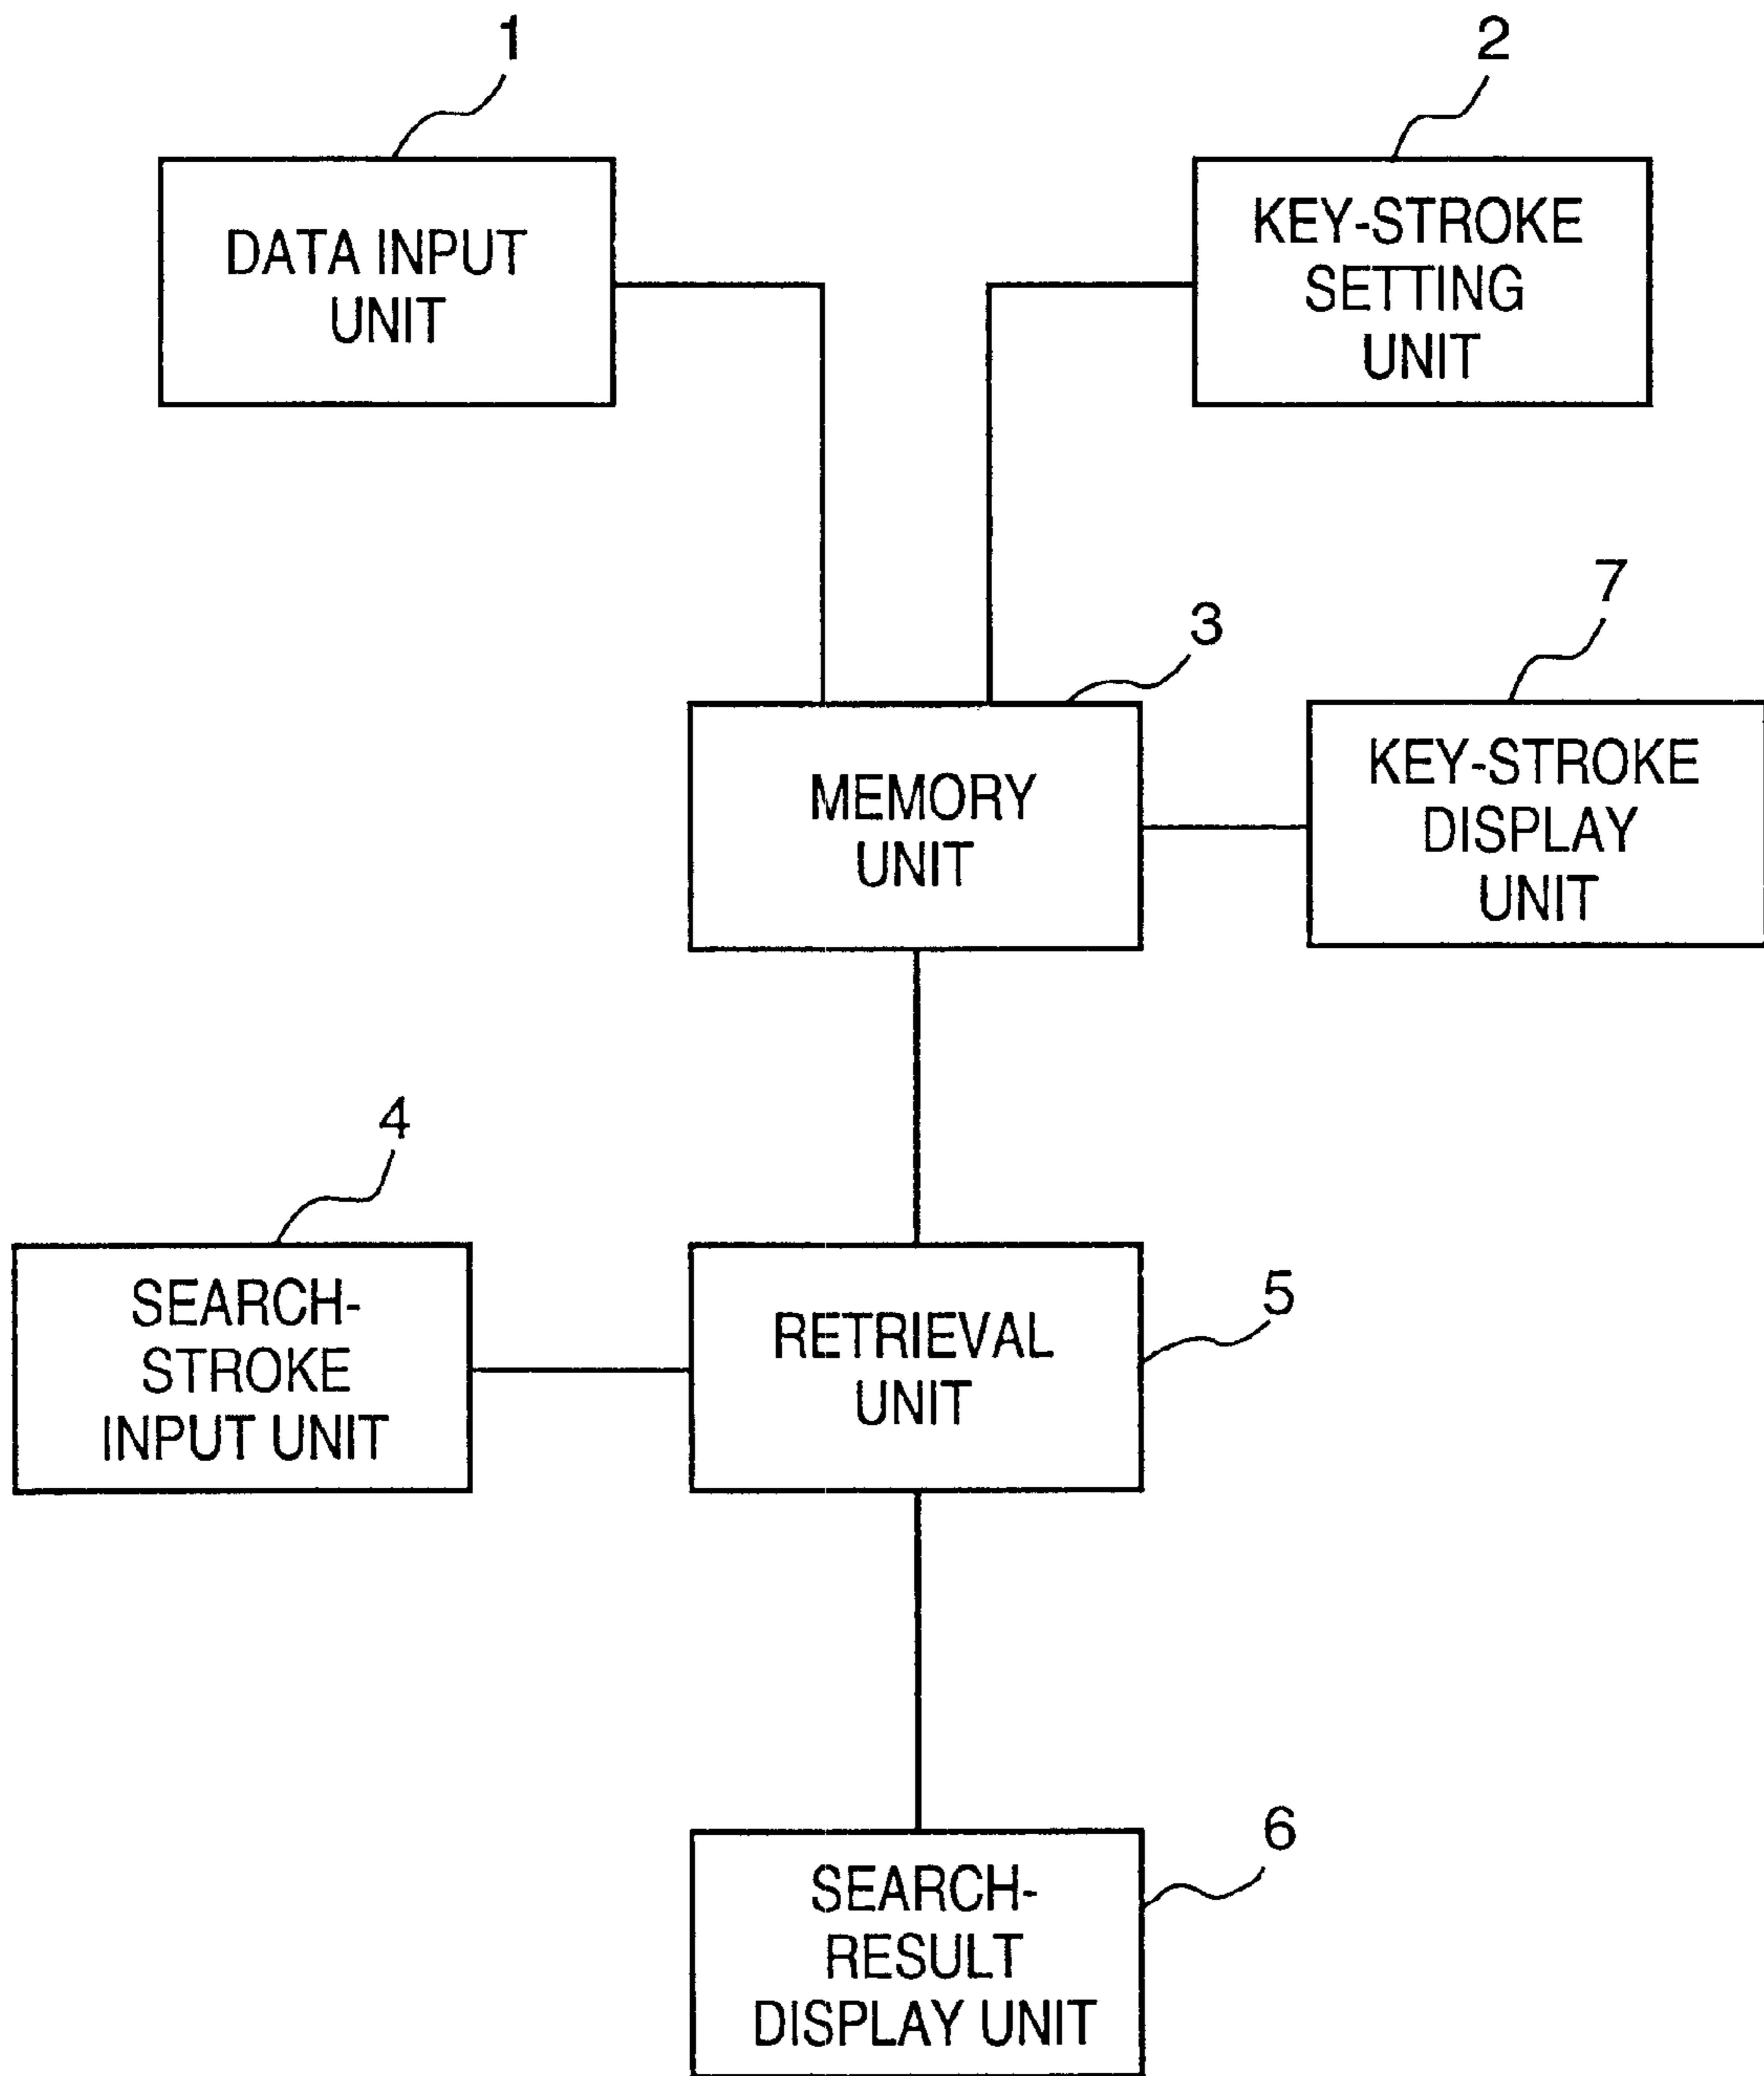 1
DATA INPUT
UNIT
2
KEY-STROKE
SETTING
UNIT
3
MEMORY
UNIT
7
KEY-STROKE
DISPLAY
UNIT
4
SEARCH-
STROKE
INPUT UNIT
5
RETRIEVAL
UNIT
6
SEARCH-
RESULT
DISPLAY UNIT